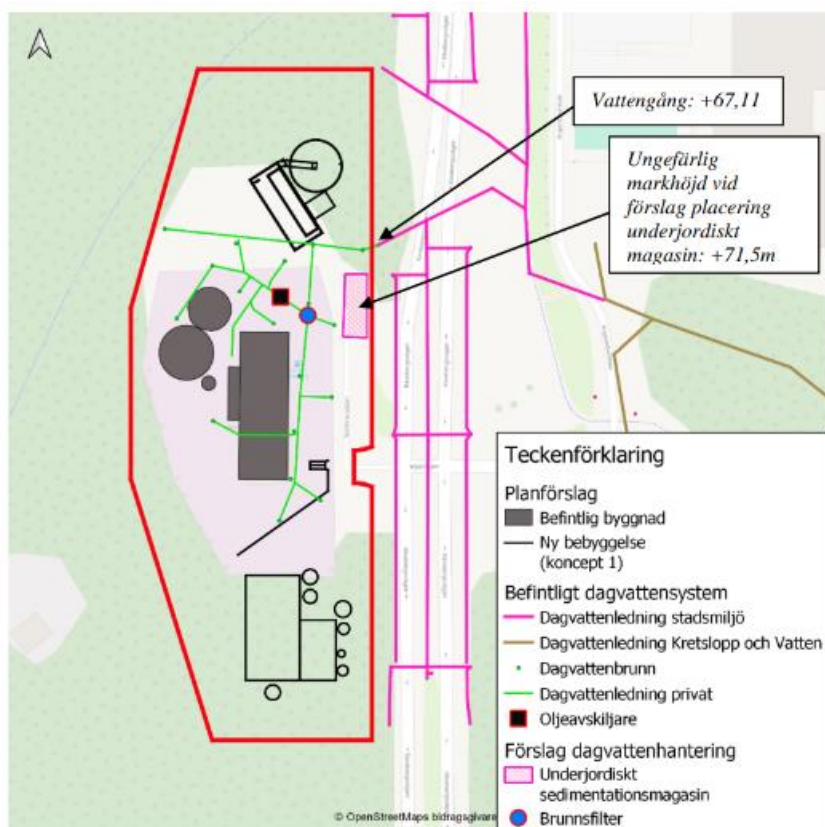 Vattengång: +67,11
Ungefärlig
markhöjd vid
förslag placering
underjordiskt
magasin: +71,5m
Teckenförklaring
Planförslag
Befintlig byggnad
Ny bebyggelse
(koncept 1)
Befintligt dagvattensystem
Dagvattenledning stadsmiljö
Dagvattenledning Kretslopp och Vatten
Dagvattenbrunn
Dagvattenledning privat
Oljeavskiljare
Förslag dagvattenhantering
Underjordiskt
sedimentationsmagasin
Brunnsfilter
© OpenStreetMaps bidragsgivare